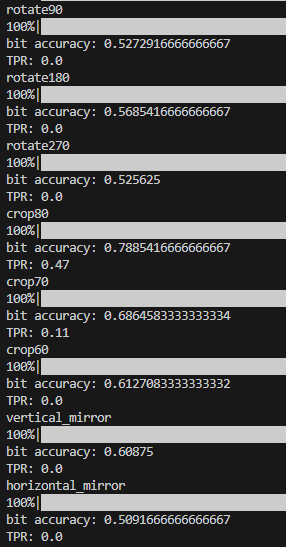 rotate90
100%|
bit accuracy: 0.5272916666666667
TPR: 0.0
rotate180
100%|
bit accuracy: 0.5685416666666667
TPR: 0.0
rotate270
100%|
bit accuracy: 0.525625
TPR: 0.0
crop80
100%|
bit accuracy: 0.7885416666666667
TPR: 0.47
crop70
100%|
bit accuracy: 0.6864583333333334
TPR: 0.11
crop60
100%|
bit accuracy: 0.6127083333333332
TPR: 0.0
vertical_mirror
100%|
bit accuracy: 0.60875
TPR: 0.0
horizontal_mirror
100%|
bit accuracy: 0.5091666666666667
TPR: 0.0